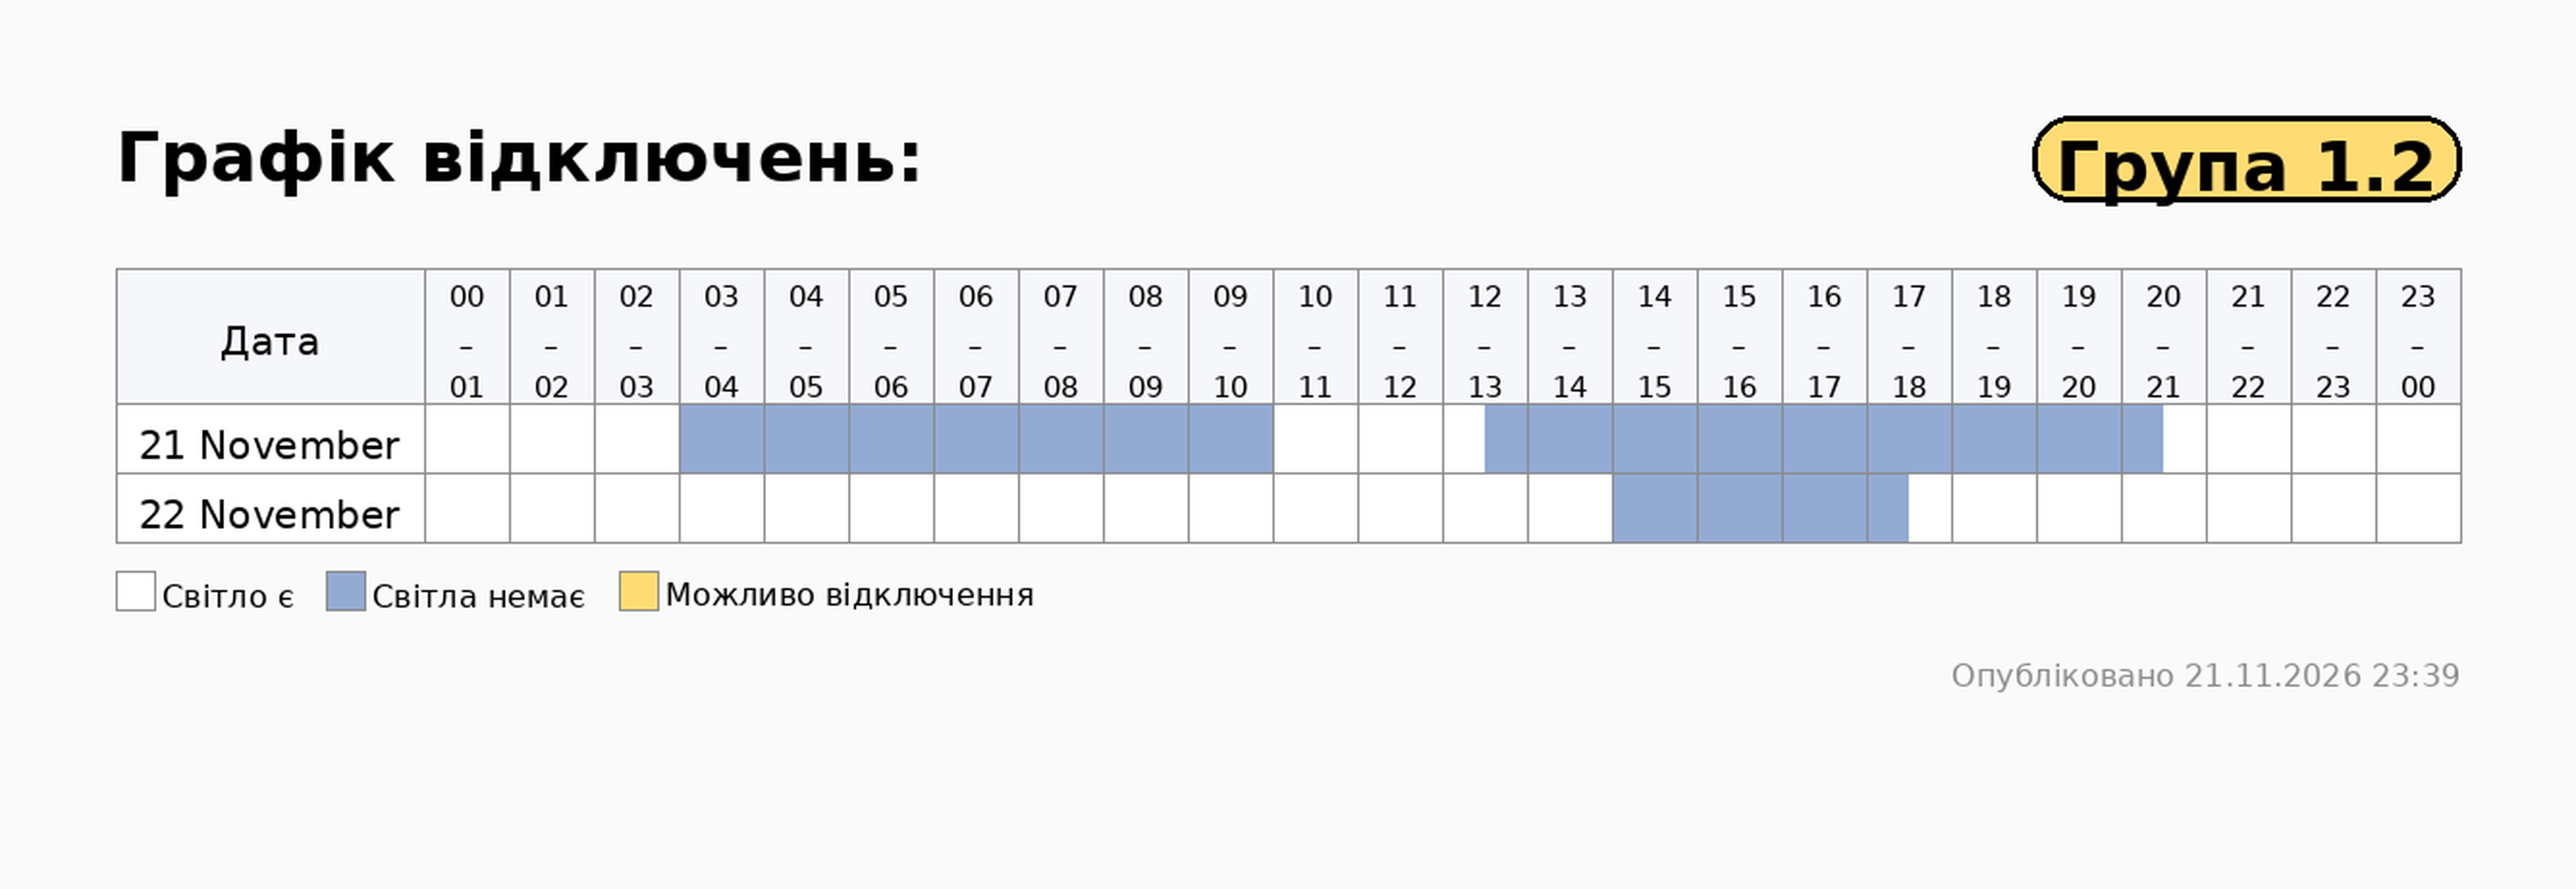 Графік відключень:
Група 1.2
Дата
00 – 01
01 – 02
02 – 03
03 – 04
04 – 05
05 – 06
06 – 07
07 – 08
08 – 09
09 – 10
10 – 11
11 – 12
12 – 13
13 – 14
14 – 15
15 – 16
16 – 17
17 – 18
18 – 19
19 – 20
20 – 21
21 – 22
22 – 23
23 – 00
21 November
22 November
Світло є
Світла немає
Можливо відключення
Опубліковано 21.11.2026 23:39